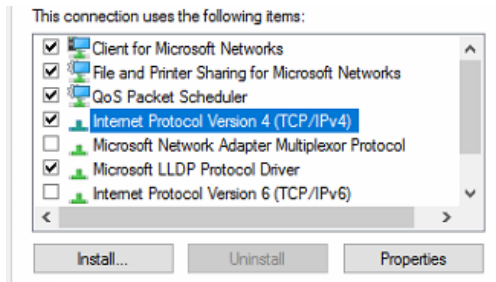 This connection uses the following items:
Client for Microsoft Networks
File and Printer Sharing for Microsoft Networks
QoS Packet Scheduler
Internet Protocol Version 4 (TCP/IPv4)
Microsoft Network Adapter Multiplexor Protocol
Microsoft LLDP Protocol Driver
Internet Protocol Version 6 (TCP/IPv6)
Install... Uninstall Properties